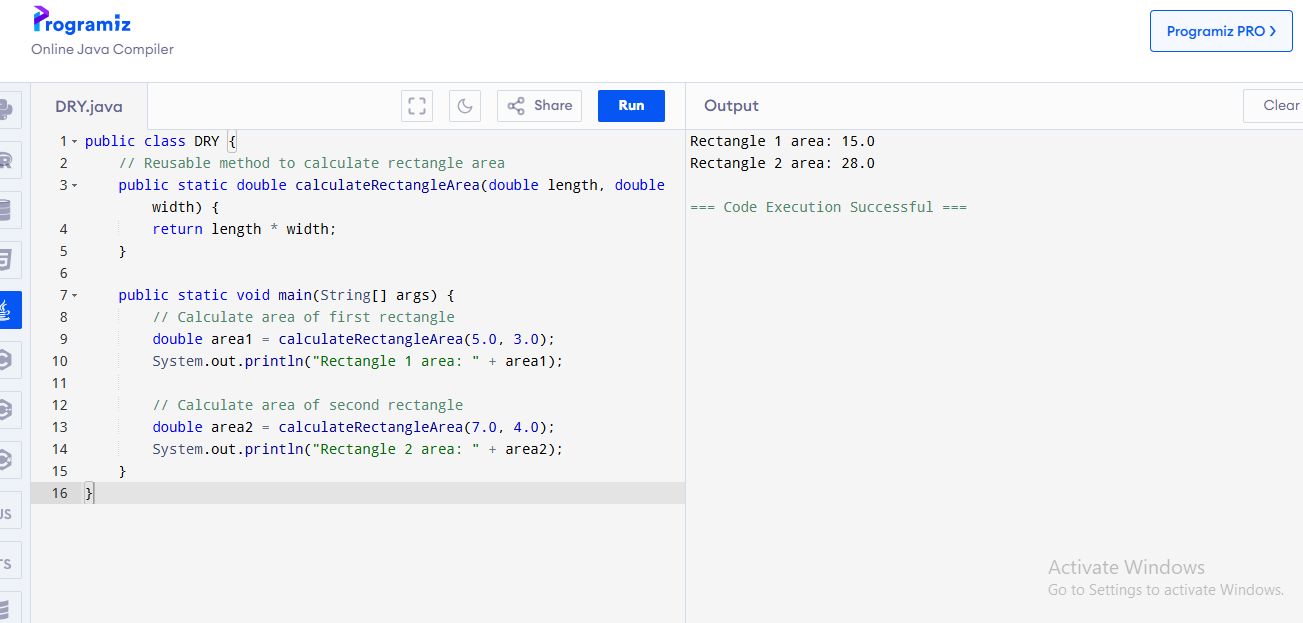 Programiz
Online Java Compiler
Programiz PRO >
DRY.java
Share
Run
Output
Clear
1 public class DRY {
2     // Reusable method to calculate rectangle area
3     public static double calculateRectangleArea(double length, double
        width) {
4         return length * width;
5     }
6
7     public static void main(String[] args) {
8         // Calculate area of first rectangle
9         double area1 = calculateRectangleArea(5.0, 3.0);
10         System.out.println("Rectangle 1 area: " + area1);
11
12         // Calculate area of second rectangle
13         double area2 = calculateRectangleArea(7.0, 4.0);
14         System.out.println("Rectangle 2 area: " + area2);
15     }
16 }
Rectangle 1 area: 15.0
Rectangle 2 area: 28.0
=== Code Execution Successful ===
R
JS
TS
Activate Windows
Go to Settings to activate Windows.